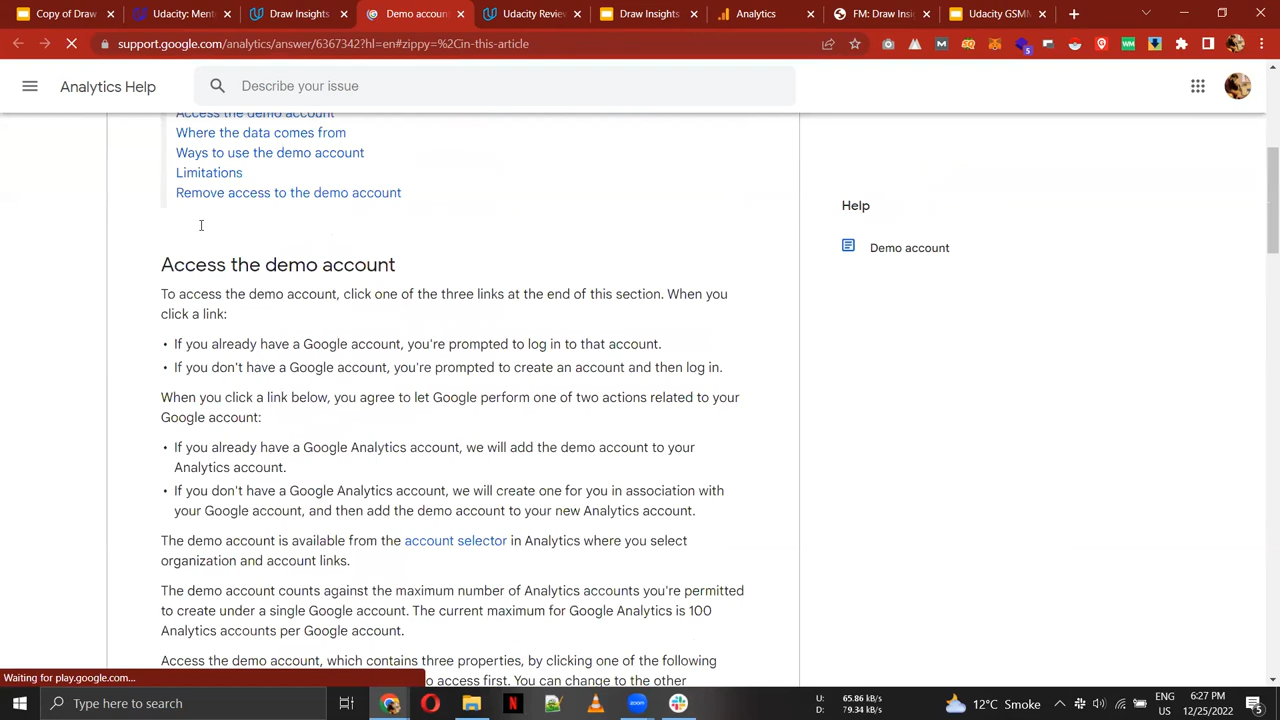 Copy of Draw
Udacity: Ment
Draw Insights
Demo accoun
Udacity Review
Draw Insights
Analytics
FM: Draw Insi
Udacity GSMM
support.google.com/analytics/answer/6367342?hl=en#zippy=%2Cin-this-article
Analytics Help
Describe your issue
Access the demo account
Where the data comes from
Ways to use the demo account
Limitations
Remove access to the demo account
Help
Demo account
Access the demo account
To access the demo account, click one of the three links at the end of this section. When you
click a link:
• If you already have a Google account, you're prompted to log in to that account.
• If you don't have a Google account, you're prompted to create an account and then log in.
When you click a link below, you agree to let Google perform one of two actions related to your
Google account:
• If you already have a Google Analytics account, we will add the demo account to your
Analytics account.
• If you don't have a Google Analytics account, we will create one for you in association with
your Google account, and then add the demo account to your new Analytics account.
The demo account is available from the account selector in Analytics where you select
organization and account links.
The demo account counts against the maximum number of Analytics accounts you're permitted
to create under a single Google account. The current maximum for Google Analytics is 100
Analytics accounts per Google account.
Access the demo account, which contains three properties, by clicking one of the following
o access first. You can change to the other
Waiting for play.google.com...
Type here to search
U: 65.86 kB/s
D: 79.34 kB/s
12°C Smoke
ENG
US
6:27 PM
12/25/2022
5